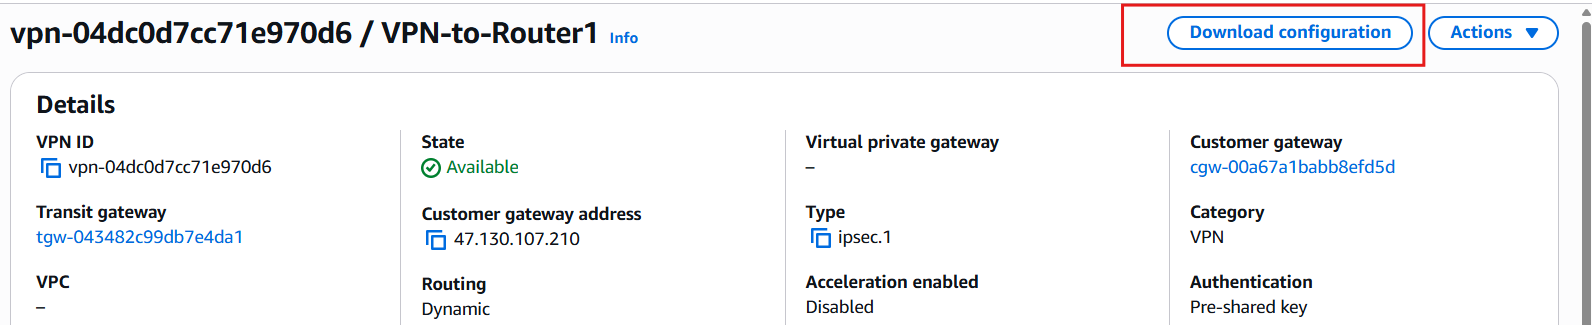 vpn-04dc0d7cc71e970d6 / VPN-to-Router1 Info
Download configuration
Actions
Details
VPN ID
vpn-04dc0d7cc71e970d6
State
Available
Virtual private gateway
–
Customer gateway
cgw-00a67a1babb8efd5d
Transit gateway
tgw-043482c99db7e4da1
Customer gateway address
47.130.107.210
Type
ipsec.1
Category
VPN
VPC
–
Routing
Dynamic
Acceleration enabled
Disabled
Authentication
Pre-shared key